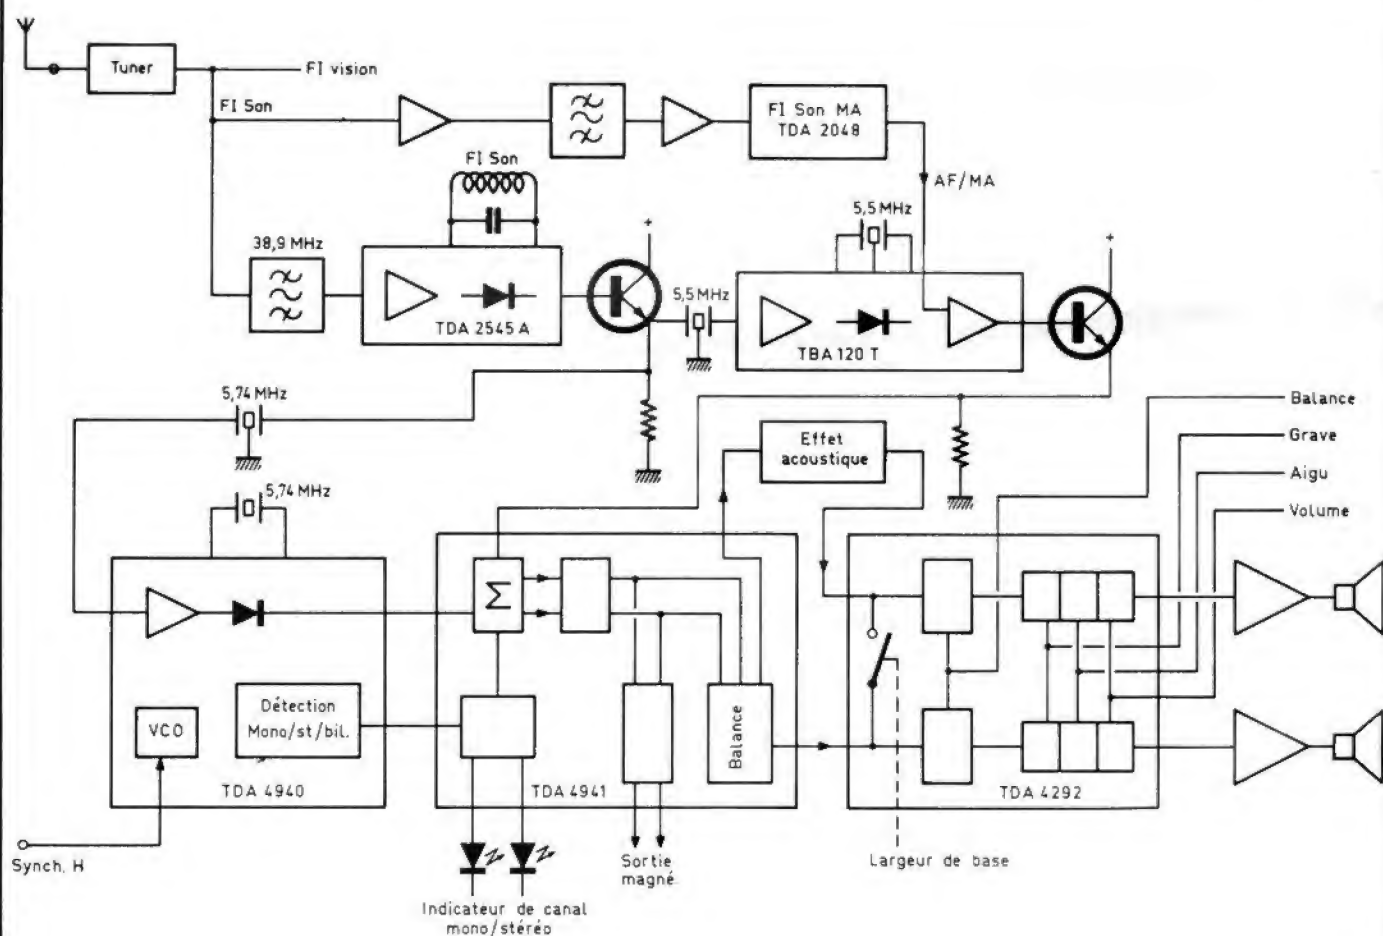 Tuner
FI vision
FI Son
FI Son MA
TDA 2048
FI Son
AF/MA
5,5 MHz
38,9 MHz
+
+
5,5 MHz
TDA 2545 A
TBA 120 T
5,74 MHz
Balance
Effet
acoustique
Grave
Aigu
5,74 MHz
Volume
Σ
Détection
Mono/st/bil.
VCO
Balance
TDA 4940
TDA 4941
TDA 4292
Synch. H
Sortie
magné.
Largeur de base
Indicateur de canal
mono/stéréo